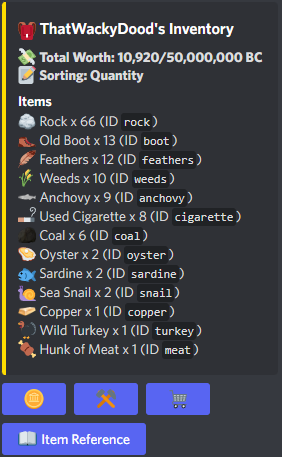 ThatWackyDood's Inventory
Total Worth: 10,920/50,000,000 BC
Sorting: Quantity
Items
Rock x 66 (ID rock)
Old Boot x 13 (ID boot)
Feathers x 12 (ID feathers)
Weeds x 10 (ID weeds)
Anchovy x 9 (ID anchovy)
Used Cigarette x 8 (ID cigarette)
Coal x 6 (ID coal)
Oyster x 2 (ID oyster)
Sardine x 2 (ID sardine)
Sea Snail x 2 (ID snail)
Copper x 1 (ID copper)
Wild Turkey x 1 (ID turkey)
Hunk of Meat x 1 (ID meat)
Item Reference